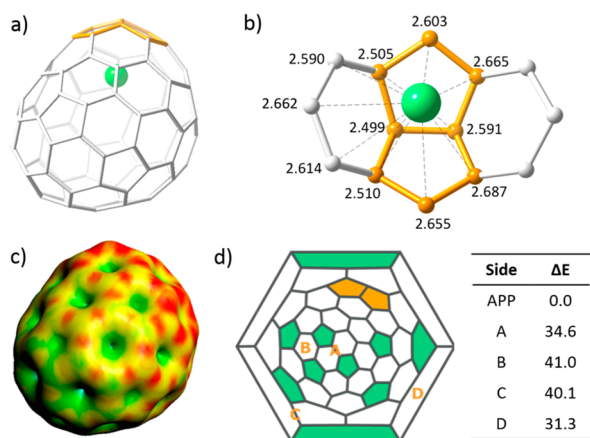 a)
b)
2.603
2.590
2.505
2.665
2.662
2.499
2.591
2.614
2.510
2.687
2.655
c)
d)
B
A
D
C
Side ΔE
APP 0.0
A 34.6
B 41.0
C 40.1
D 31.3